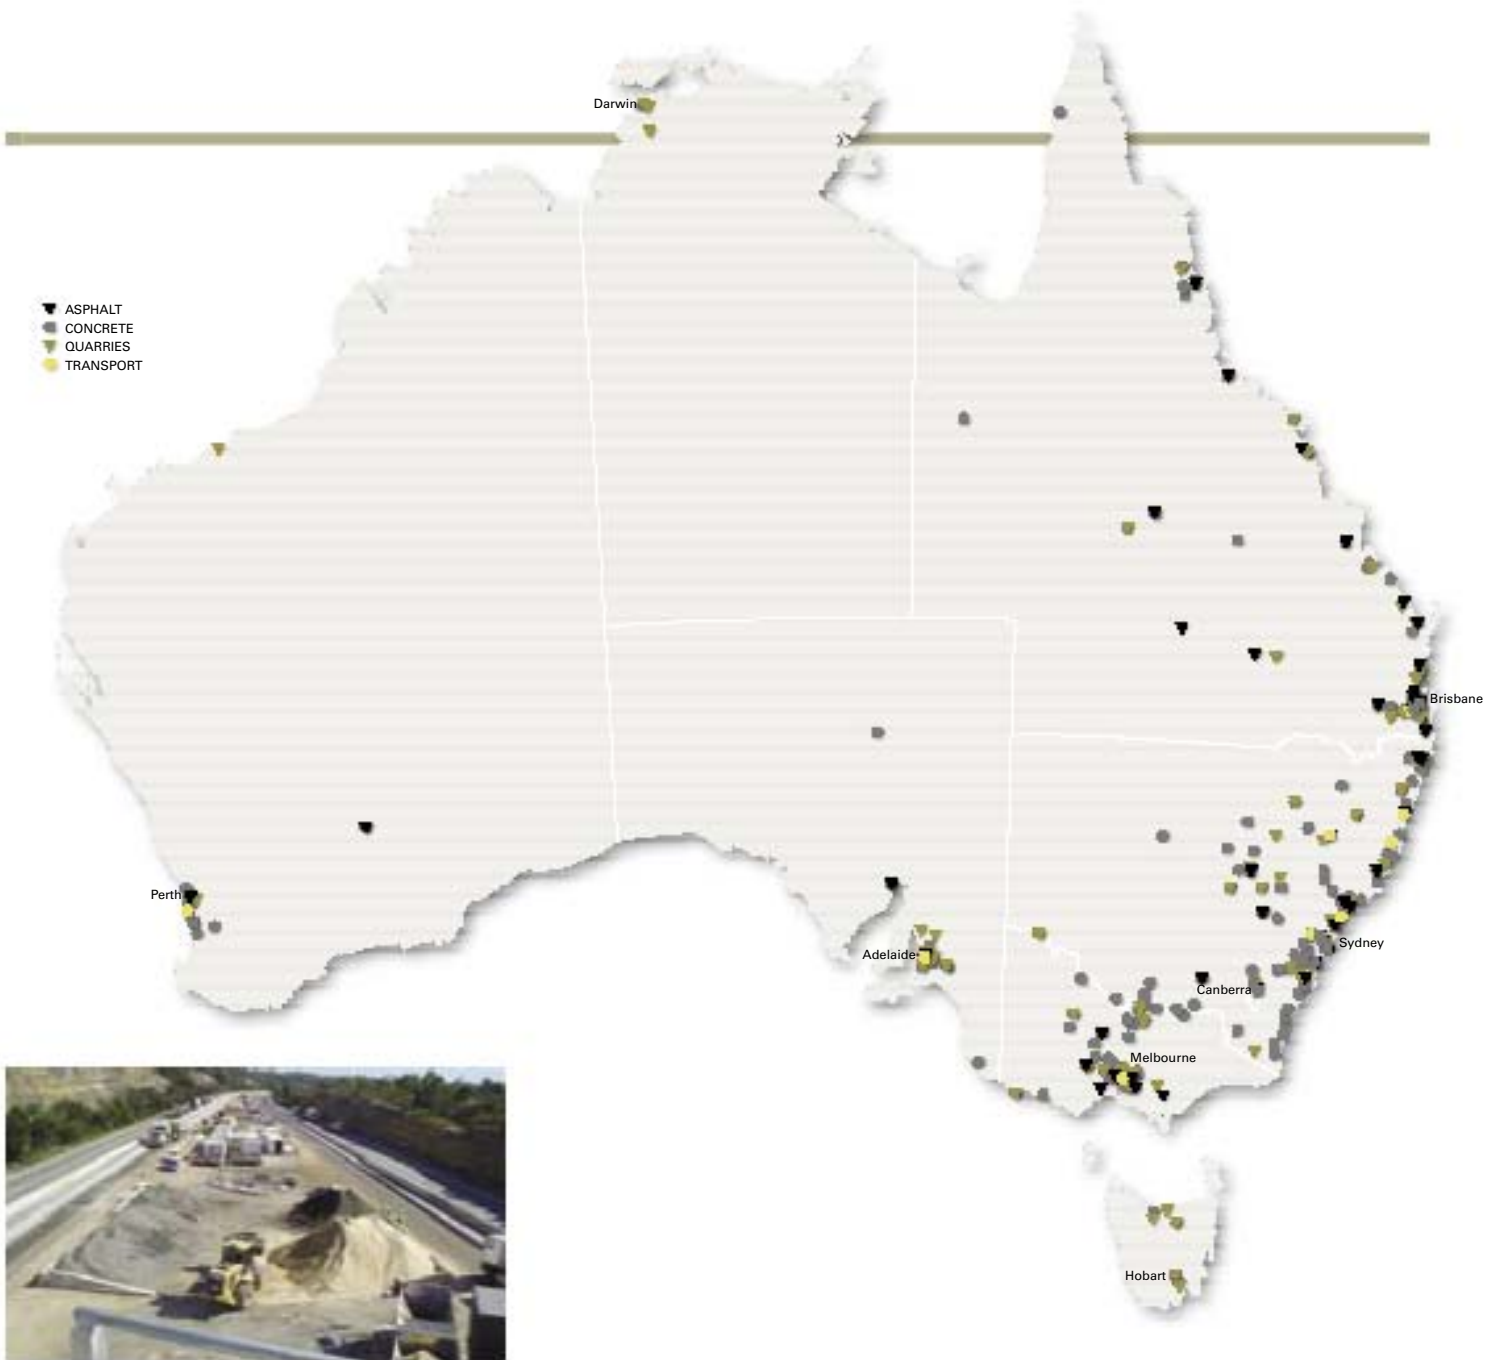 Darwin
ASPHALT
CONCRETE
QUARRIES
TRANSPORT
Brisbane
Perth
Sydney
Adelaide
Canberra
Melbourne
Hobart